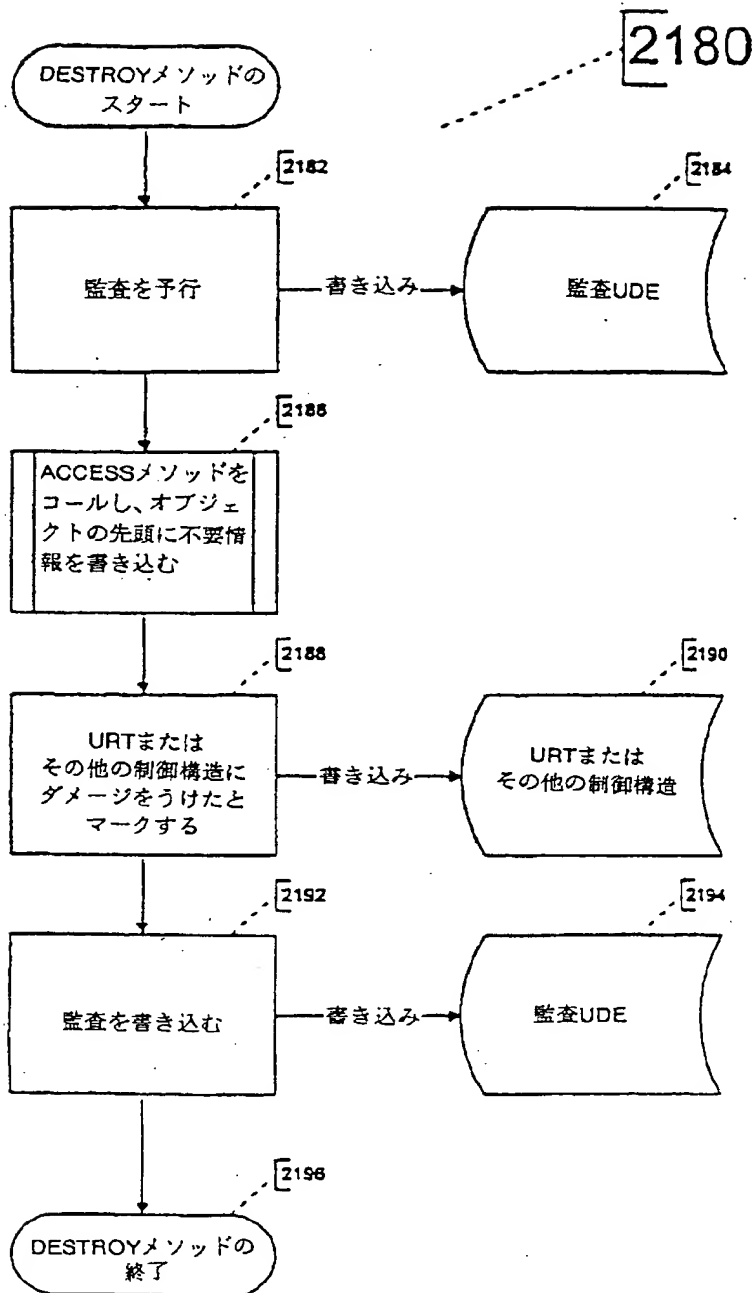 2180
DESTROYメソッドの
スタート
2182
監査を予行
書き込み
2184
監査UDE
2186
ACCESSメソッドを
コールし、オブジェ
クトの先頭に不要情
報を書き込む
2188
URTまたは
その他の制御構造に
ダメージをうけたと
マークする
書き込み
2190
URTまたは
その他の制御構造
2192
監査を書き込む
書き込み
2194
監査UDE
2196
DESTROYメソッドの
終了